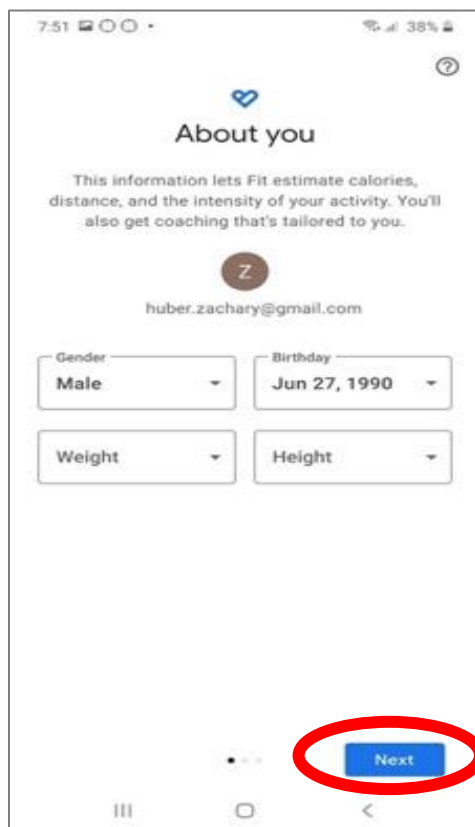 7:51
38%
About you
This information lets Fit estimate calories,
distance, and the intensity of your activity. You'll
also get coaching that's tailored to you.
Z
huber.zachary@gmail.com
Gender Birthday
Male Jun 27, 1990
Weight Height
Next